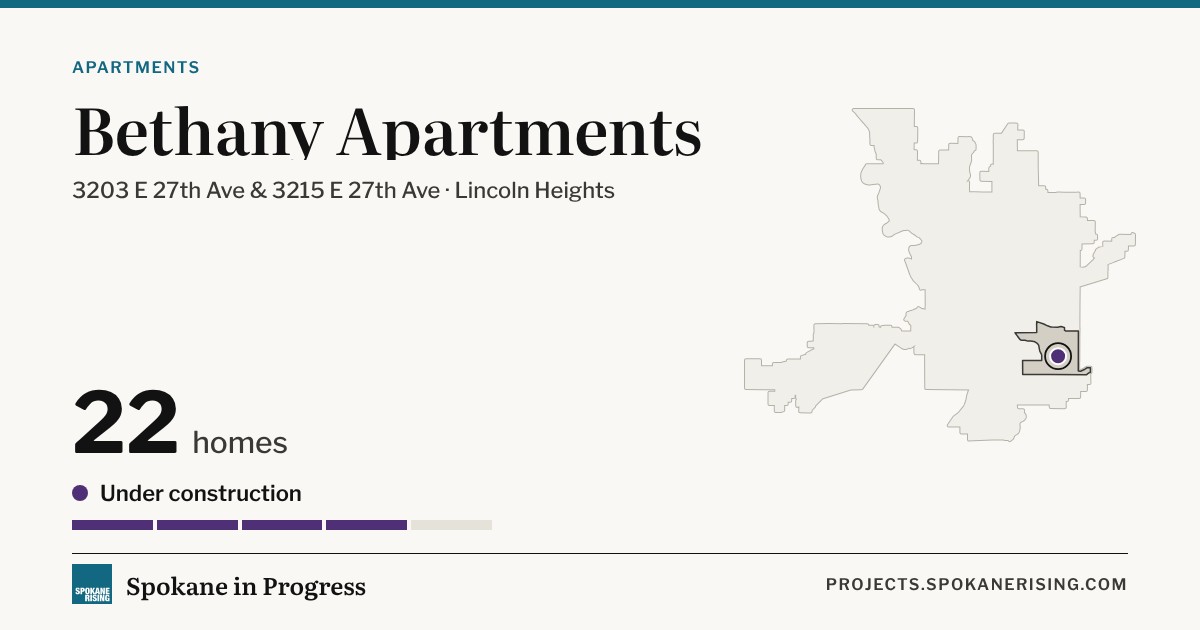 APARTMENTS
Bethany Apartments
3203 E 27th Ave & 3215 E 27th Ave · Lincoln Heights
22 homes
Under construction
SPOKANE
RISING
Spokane in Progress
PROJECTS.SPOKANERISING.COM